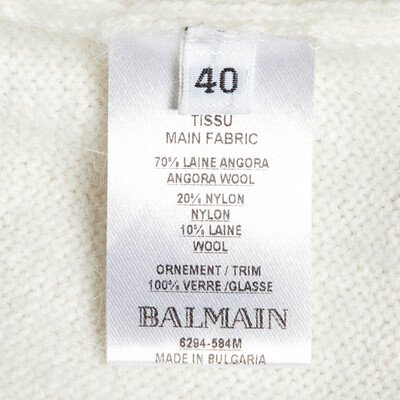 40
TISSU
MAIN FABRIC
70% LAINE ANGORA
ANGORA WOOL
20% NYLON
NYLON
10% LAINE
WOOL
ORNEMENT / TRIM
100% VERRE /GLASSE
BALMAIN
6294-584M
MADE IN BULGARIA